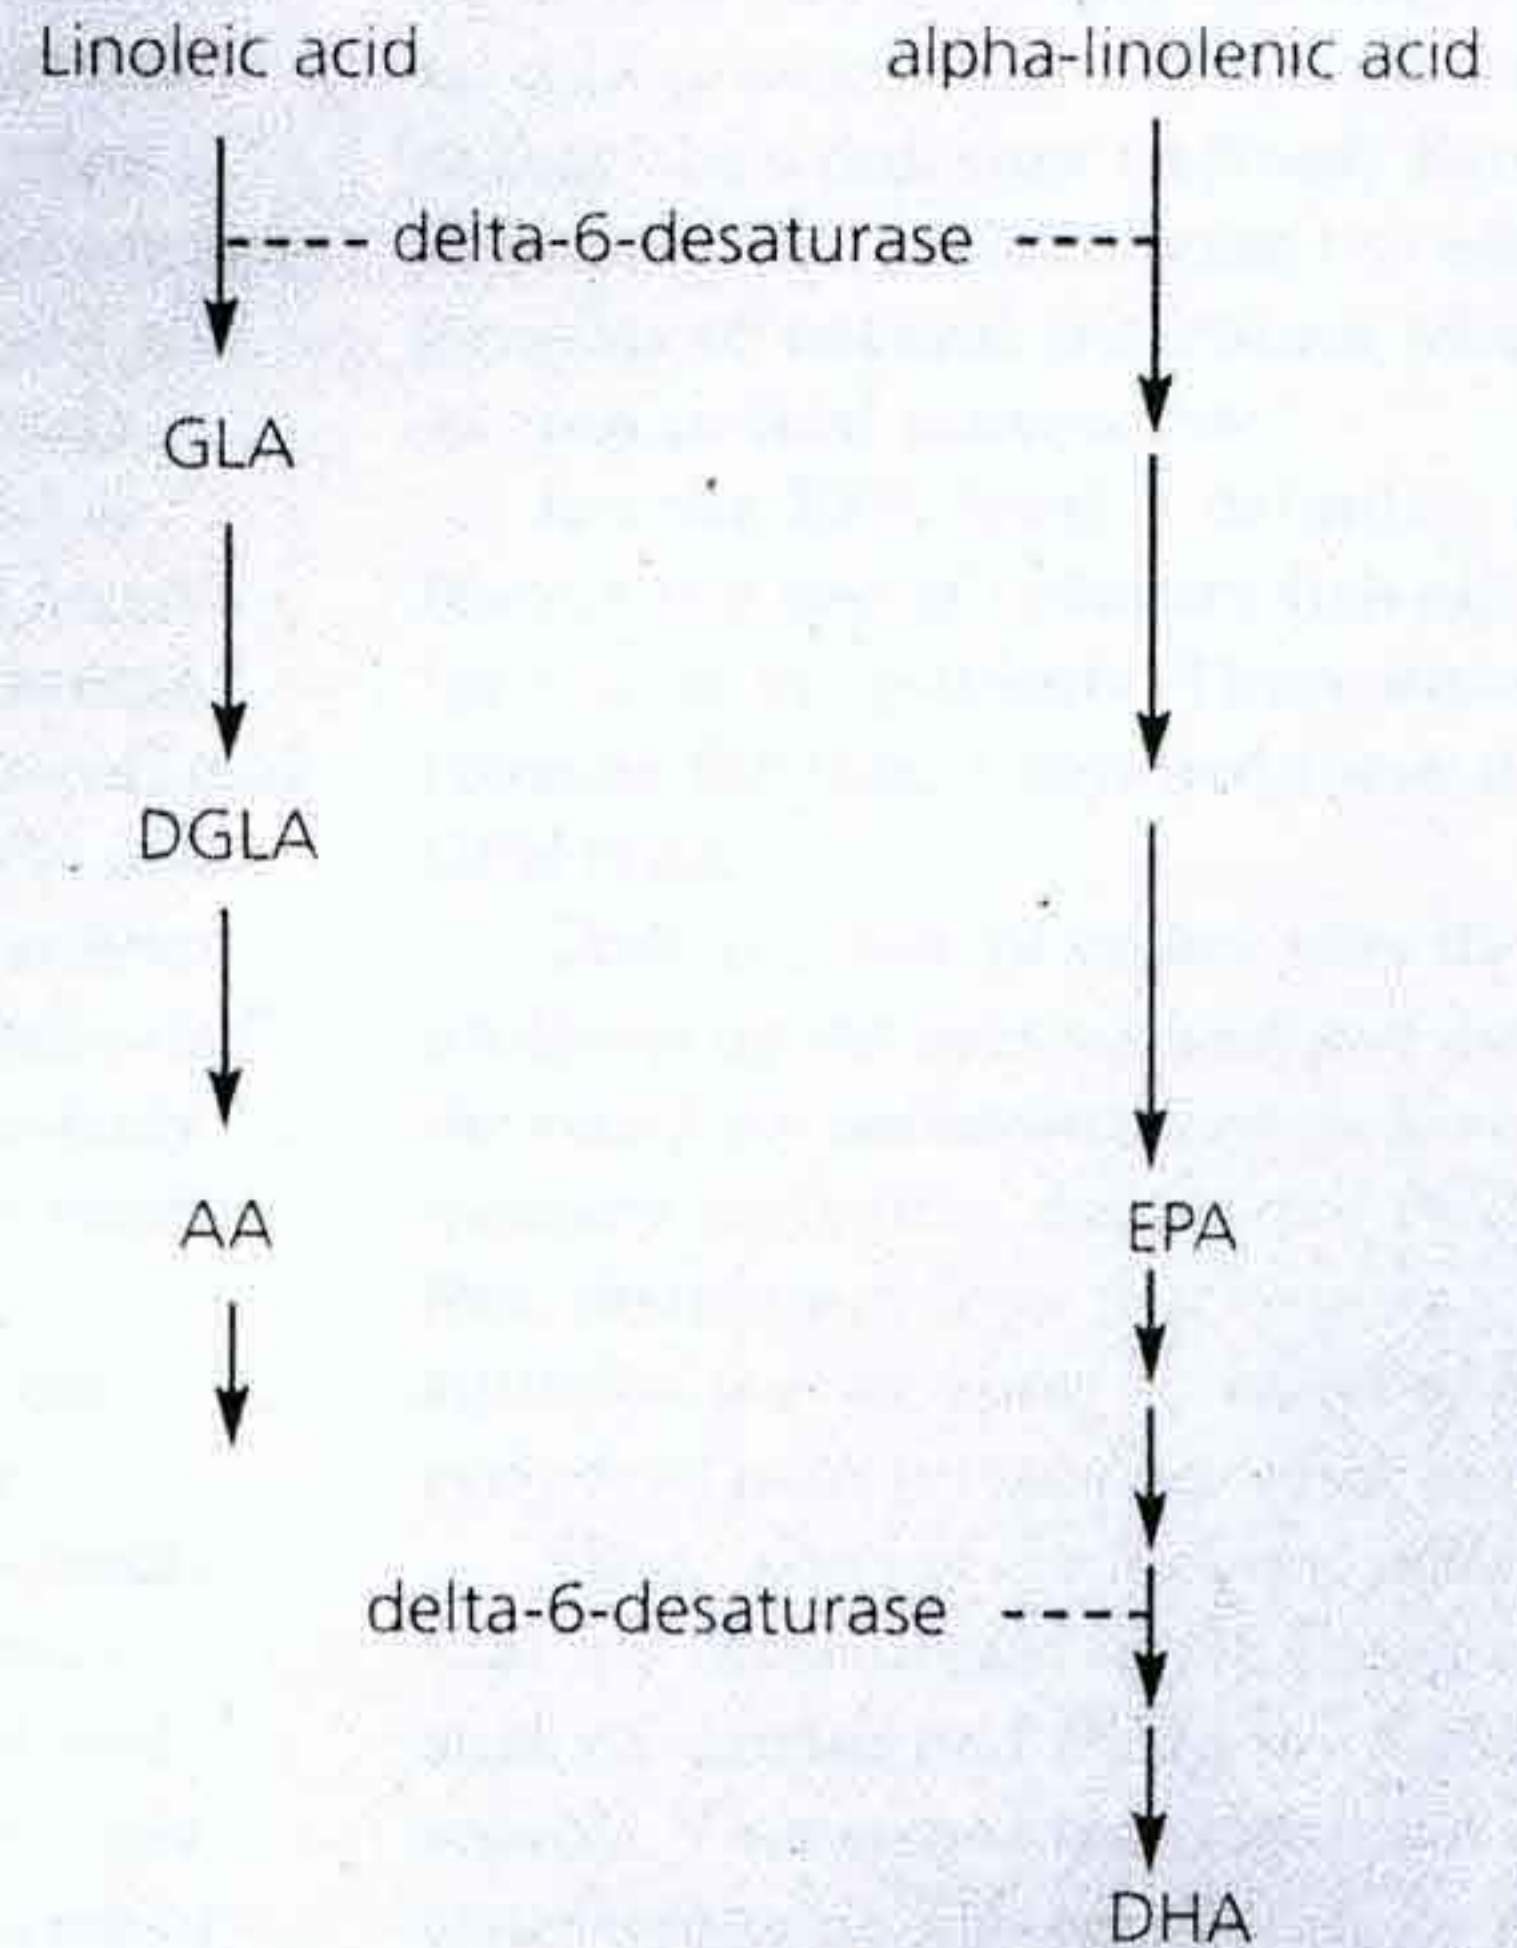 Linoleic acid
alpha-linolenic acid
delta-6-desaturase
GLA
DGLA
AA
EPA
delta-6-desaturase
DHA